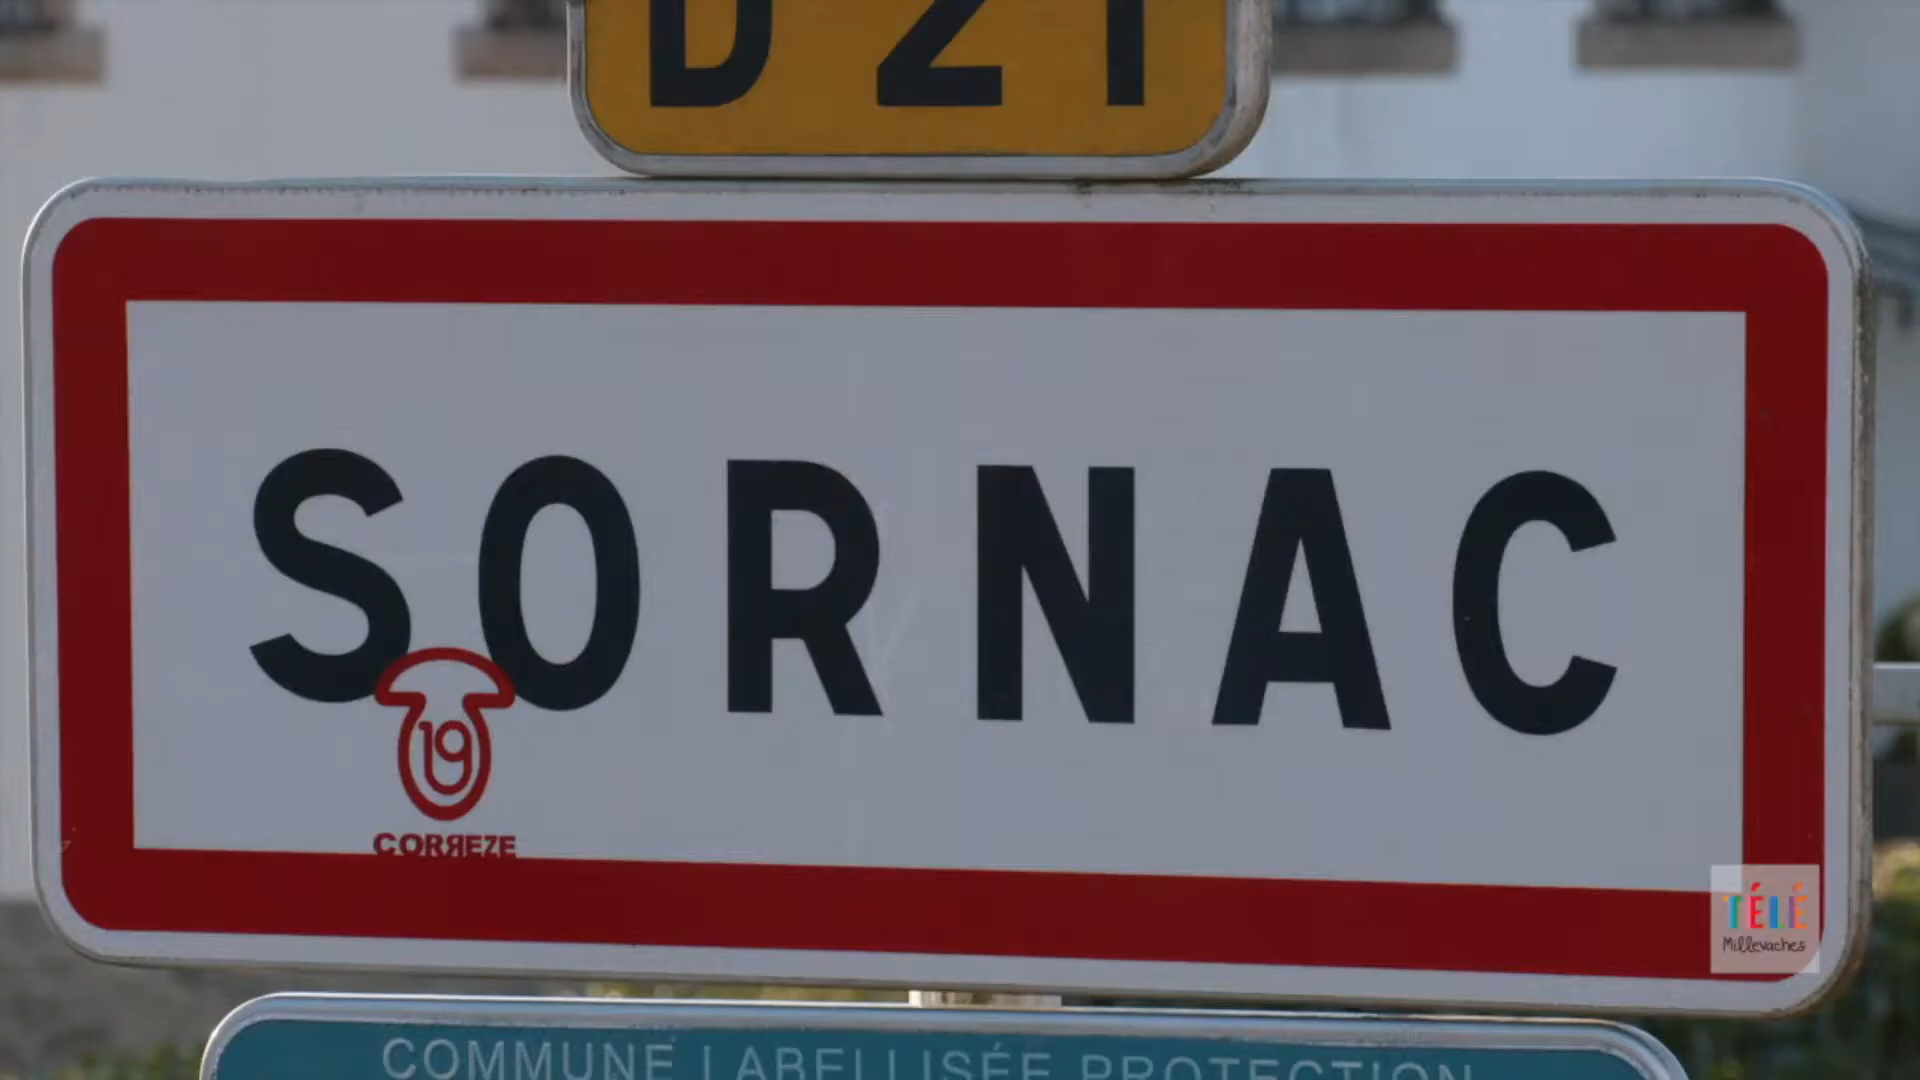 D 21
SORNAC
19
CORREZE
TÉLÉ
Millevaches
COMMUNE LABELLISÉE PROTECTION